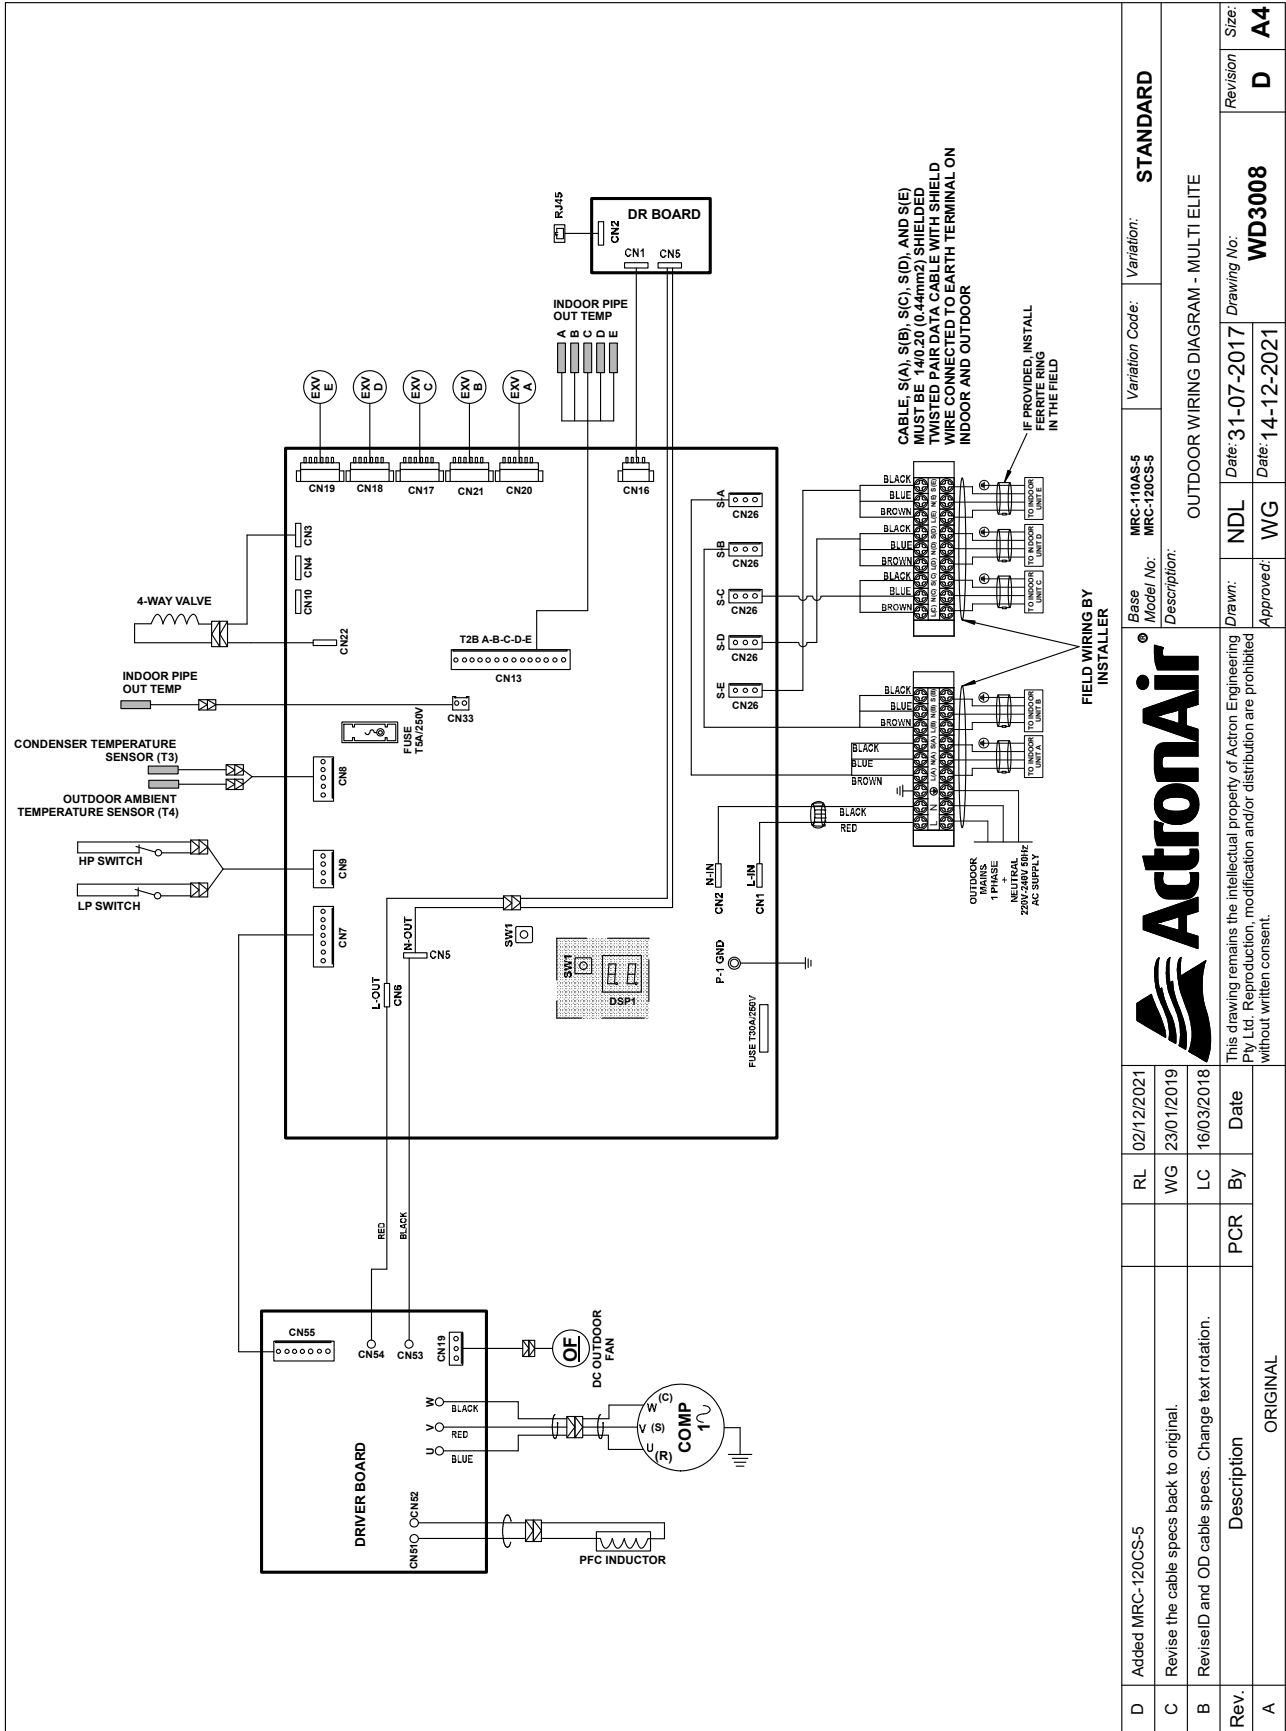 4-WAY VALVE
INDOOR PIPE
OUT TEMP
CONDENSER TEMPERATURE
SENSOR (T3)
OUTDOOR AMBIENT
TEMPERATURE SENSOR (T4)
HP SWITCH
LP SWITCH
CN3
CN4
CN10
CN22
CN33
FUSE
T5A/250V
CN8
CN9
CN7
T2B A-B-C-D-E
CN13
EXV
E
EXV
D
EXV
C
EXV
B
EXV
A
CN19
CN18
CN17
CN21
CN20
CN16
INDOOR PIPE
OUT TEMP
A
B
C
D
E
RJ45
CN2
DR BOARD
CN1
CN5
L-OUT
CN6
N-OUT
CN5
SW1
SW1
DSP1
FUSE T30A/250V
P-1 GND
N-IN
CN2
L-IN
CN1
S-A
CN26
S-B
CN26
S-C
CN26
S-D
CN26
S-E
CN26
BLACK
BLUE
BROWN
BLACK
BLUE
BROWN
BLACK
BLUE
BROWN
BLACK
BLUE
BROWN
BLACK
BLUE
BROWN
BLACK
RED
L(E) N(E) S(E)
L(D) N(D) S(D)
L(C) N(C) S(C)
L(B) N(B) S(B)
L(A) N(A) S(A)
L N
TO INDOOR
UNIT E
TO INDOOR
UNIT D
TO INDOOR
UNIT C
TO INDOOR
UNIT B
TO INDOOR
UNIT A
OUTDOOR
MAINS
1 PHASE
+
NEUTRAL
220V-240V 50Hz
AC SUPPLY
CABLE, S(A), S(B), S(C), S(D), AND S(E)
MUST BE 14/0.20 (0.44mm2) SHIELDED
TWISTED PAIR DATA CABLE WITH SHIELD
WIRE CONNECTED TO EARTH TERMINAL ON
INDOOR AND OUTDOOR
IF PROVIDED, INSTALL
FERRITE RING
IN THE FIELD
FIELD WIRING BY
INSTALLER
RED
BLACK
CN55
CN54
CN53
CN19
OF
DC OUTDOOR
FAN
DRIVER BOARD
W
V
U
BLACK
RED
BLUE
(C)
W
V (S)
U
(R)
COMP
1
CN52
CN51
PFC INDUCTOR
D Added MRC-120CS-5 RL 02/12/2021
C Revise the cable specs back to original. WG 23/01/2019
B ReviseID and OD cable specs. Change text rotation. LC 16/03/2018
Rev. Description PCR By Date
A ORIGINAL
ActronAir®
This drawing remains the intellectual property of Actron Engineering
Pty Ltd. Reproduction, modification and/or distribution are prohibited
without written consent.
Base
Model No:
MRC-110AS-5
MRC-120CS-5
Variation Code:
Variation:
STANDARD
Description:
OUTDOOR WIRING DIAGRAM - MULTI ELITE
Drawn: NDL Date: 31-07-2017
Approved: WG Date: 14-12-2021
Drawing No:
WD3008
Revision
D
Size:
A4